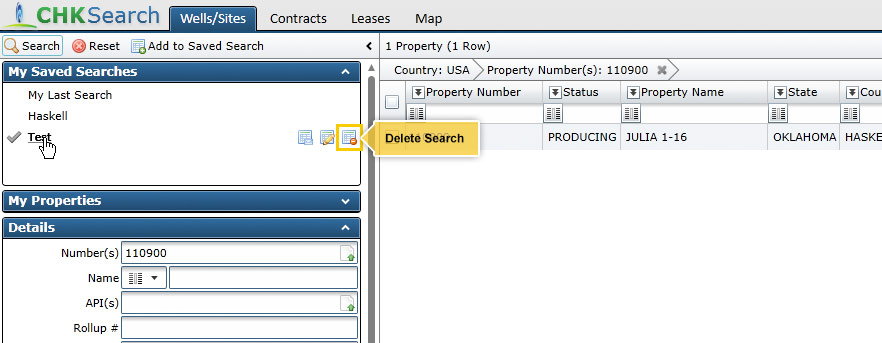 CHKSearch
Wells/Sites Contracts Leases Map
Search Reset Add to Saved Search
1 Property (1 Row)
My Saved Searches
Country: USA Property Number(s): 110900
My Last Search
Property Number Status Property Name State Cou
Haskell
Test
Delete Search
PRODUCING JULIA 1-16 OKLAHOMA HASKE
My Properties
Details
Number(s) 110900
Name
API(s)
Rollup #